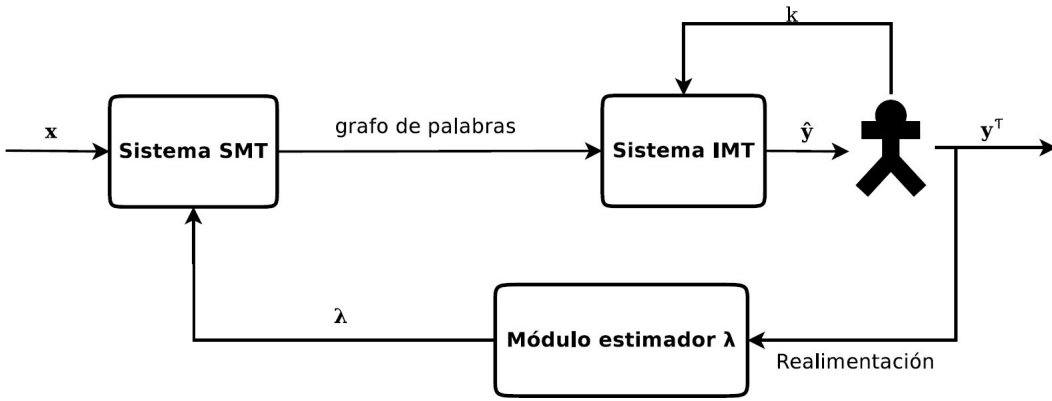 k
x
Sistema SMT
grafo de palabras
Sistema IMT
ŷ
y^τ
λ
Módulo estimador λ
Realimentación